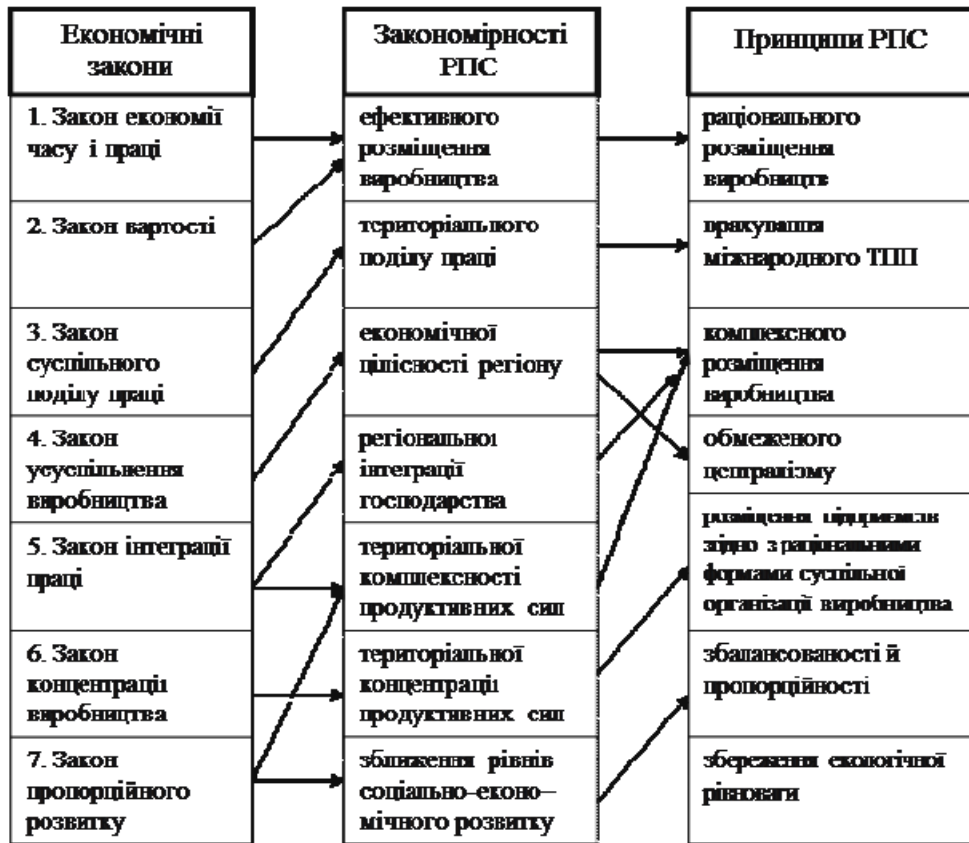 Економічні
закони
1. Закон економії
часу і праці
2. Закон вартості
3. Закон
суспільного
поділу праці
4. Закон
усуспільнення
виробництва
5. Закон інтеграції
праці
6. Закон
концентрації
виробництва
7. Закон
пропорційного
розвитку
Закономірності
РПС
ефективного
розміщення
виробництва
територіального
поділу праці
економічної
цілісності регіону
регіональної
інтеграції
господарства
територіальної
комплексності
продуктивних сил
територіальної
концентрації
продуктивних сил
зближення рівнів
соціально-еконо-
мічного розвитку
Принципи РПС
раціонального
розміщення
виробництв
врахування
міжнародного ТПП
комплексного
розміщення
виробництва
обмеженого
централізму
розміщення підприємств
згідно з раціональними
формами суспільної
організації виробництва
збалансованості й
пропорційності
збереження екологічної
рівноваги